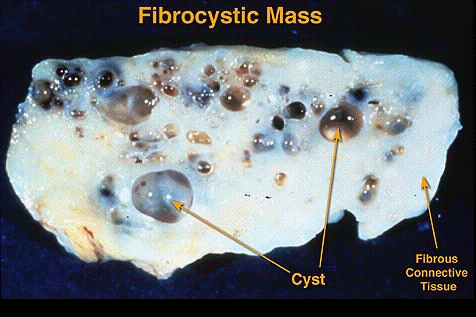 Fibrocystic Mass
Cyst
Fibrous
Connective
Tissue